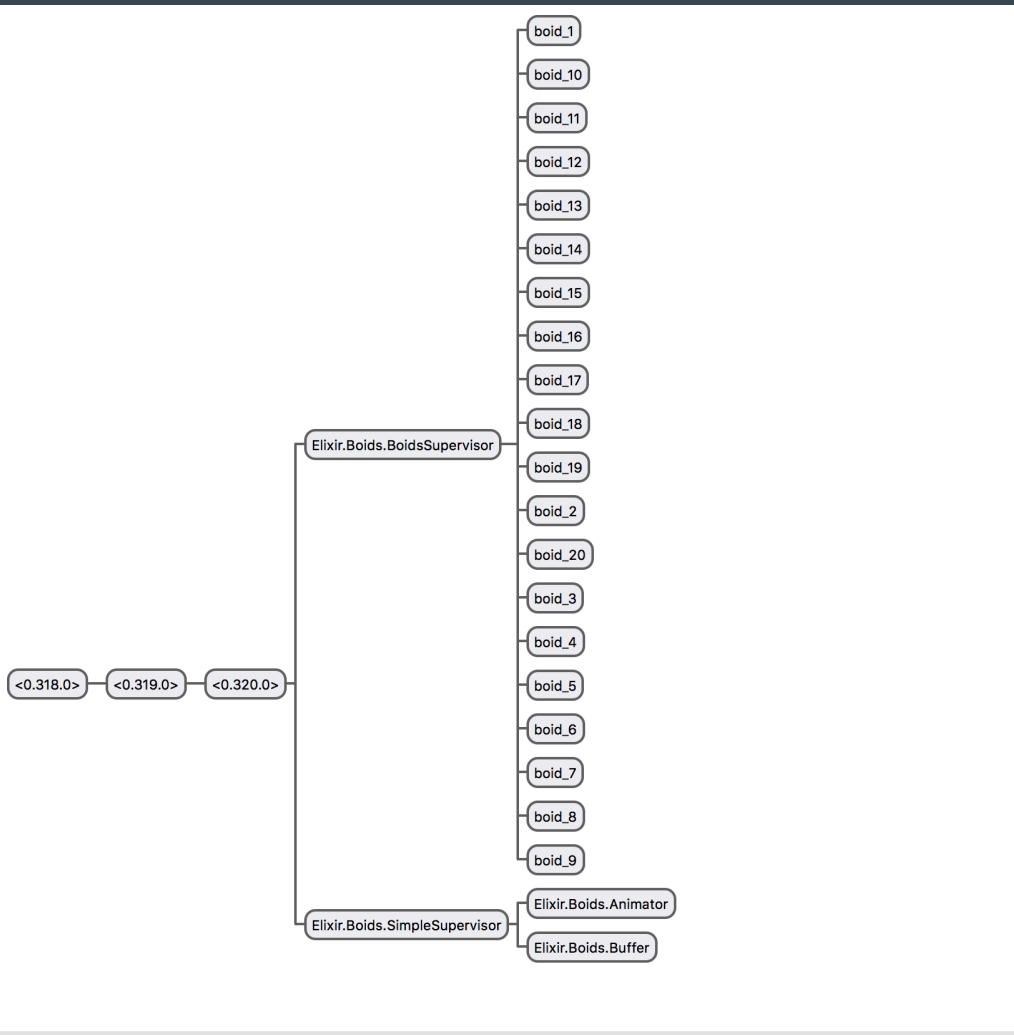 boid_1
boid_10
boid_11
boid_12
boid_13
boid_14
boid_15
boid_16
boid_17
boid_18
Elixir.Boids.BoidsSupervisor
boid_19
boid_2
boid_20
boid_3
boid_4
<0.318.0> <0.319.0> <0.320.0> boid_5
boid_6
boid_7
boid_8
boid_9
Elixir.Boids.Animator
Elixir.Boids.SimpleSupervisor
Elixir.Boids.Buffer